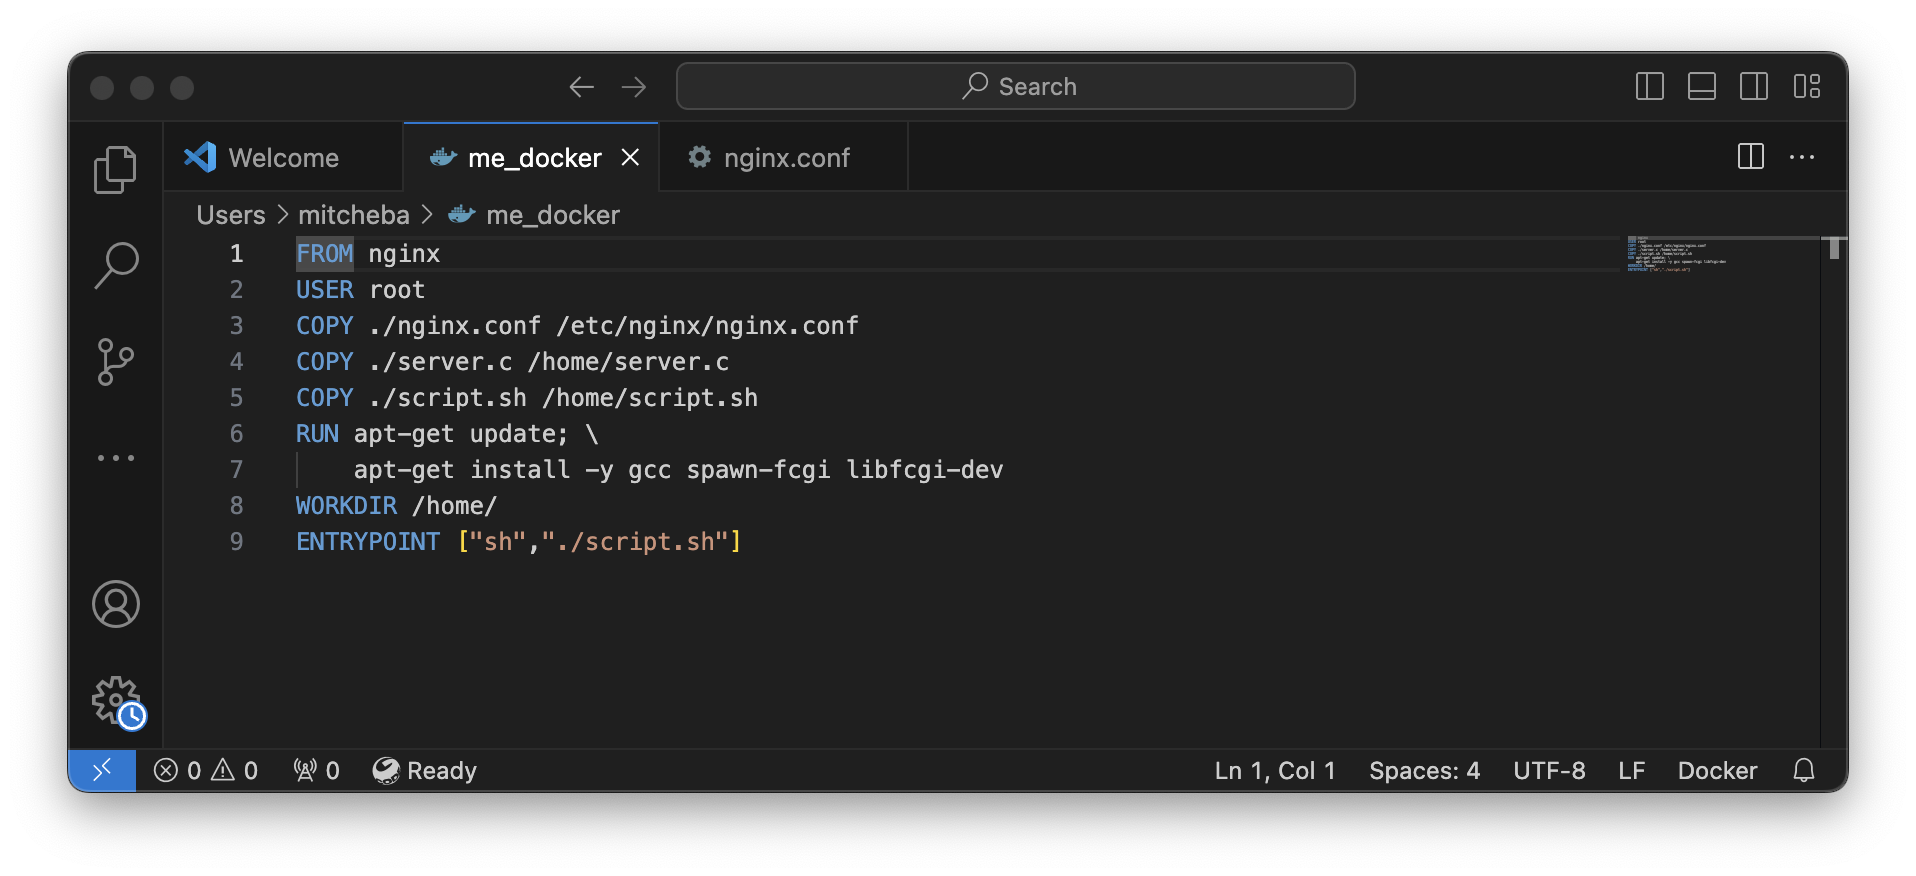 Search
Welcome
me_docker
nginx.conf
Users > mitcheba > me_docker
1 FROM nginx
2 USER root
3 COPY ./nginx.conf /etc/nginx/nginx.conf
4 COPY ./server.c /home/server.c
5 COPY ./script.sh /home/script.sh
6 RUN apt-get update; \
7     apt-get install -y gcc spawn-fcgi libfcgi-dev
8 WORKDIR /home/
9 ENTRYPOINT ["sh","./script.sh"]
0 0 0 Ready Ln 1, Col 1 Spaces: 4 UTF-8 LF Docker